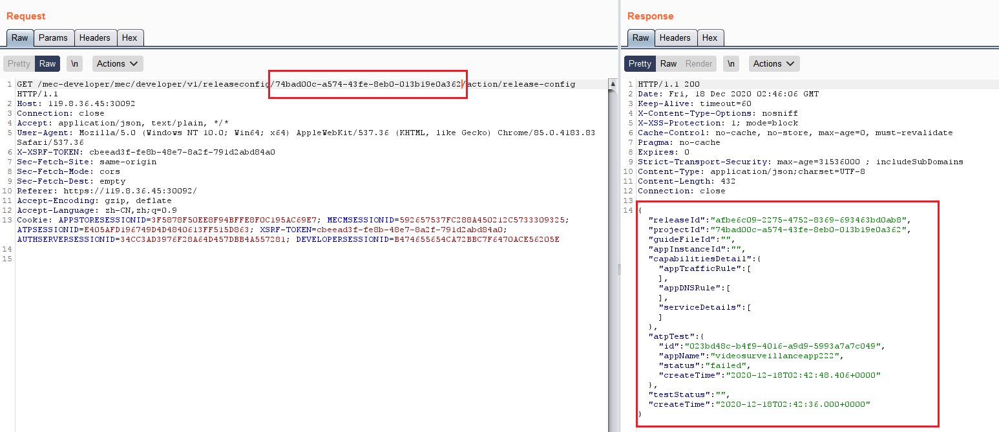 Request
Raw Params Headers Hex
Pretty Raw \n Actions
1 GET /mec-developer/mec/developer/v1/releaseconfig/74bad00c-a574-43fe-8eb0-013b19e0a362/action/release-config
HTTP/1.1
2 Host: 119.8.36.45:30092
3 Connection: close
4 Accept: application/json, text/plain, */*
5 User-Agent: Mozilla/5.0 (Windows NT 10.0; Win64; x64) AppleWebKit/537.36 (KHTML, like Gecko) Chrome/85.0.4183.83
Safari/537.36
6 X-XSRF-TOKEN: cbeead3f-fe8b-48e7-8a2f-791d2abd84a0
7 Sec-Fetch-Site: same-origin
8 Sec-Fetch-Mode: cors
9 Sec-Fetch-Dest: empty
10 Referer: https://119.8.36.45:30092/
11 Accept-Encoding: gzip, deflate
12 Accept-Language: zh-CN,zh;q=0.9
13 Cookie: APPSTORESESSIONID=3F5878F50EE8F94BFFE8F0C195AC69E7; MECMSESSIONID=592657537FC288A450212C5733309325;
ATPSESSIONID=E405AFD196749D4D4840613FF515D863; XSRF-TOKEN=cbeead3f-fe8b-48e7-8a2f-791d2abd84a0;
AUTHSERVERSESSIONID=34CC3AD3976F28A64D457DBB4A557281; DEVELOPERSESSIONID=B474655654CA72BBC7F6470ACE56205E
14
15
Response
Raw Headers Hex
Pretty Raw Render \n Actions
1 HTTP/1.1 200
2 Date: Fri, 18 Dec 2020 02:46:06 GMT
3 Keep-Alive: timeout=60
4 X-Content-Type-Options: nosniff
5 X-XSS-Protection: 1; mode=block
6 Cache-Control: no-cache, no-store, max-age=0, must-revalidate
7 Pragma: no-cache
8 Expires: 0
9 Strict-Transport-Security: max-age=31536000 ; includeSubDomains
10 Content-Type: application/json;charset=UTF-8
11 Content-Length: 432
12 Connection: close
13
14 {
"releaseId":"afbe6c09-2275-4752-8369-693463bd0ab8",
"projectId":"74bad00c-a574-43fe-8eb0-013b19e0a362",
"guideFileId":"",
"appInstanceId":"",
"capabilitiesDetail":{
"appTrafficRule":[
],
"appDNSRule":[
],
"serviceDetails":[
]
},
"atpTest":{
"id":"023bd48c-b4f9-4016-a9d9-5993a7a7c049",
"appName":"videosurveillanceapp222",
"status":"failed",
"createTime":"2020-12-18T02:42:48.406+0000"
},
"testStatus":"",
"createTime":"2020-12-18T02:42:36.000+0000"
}